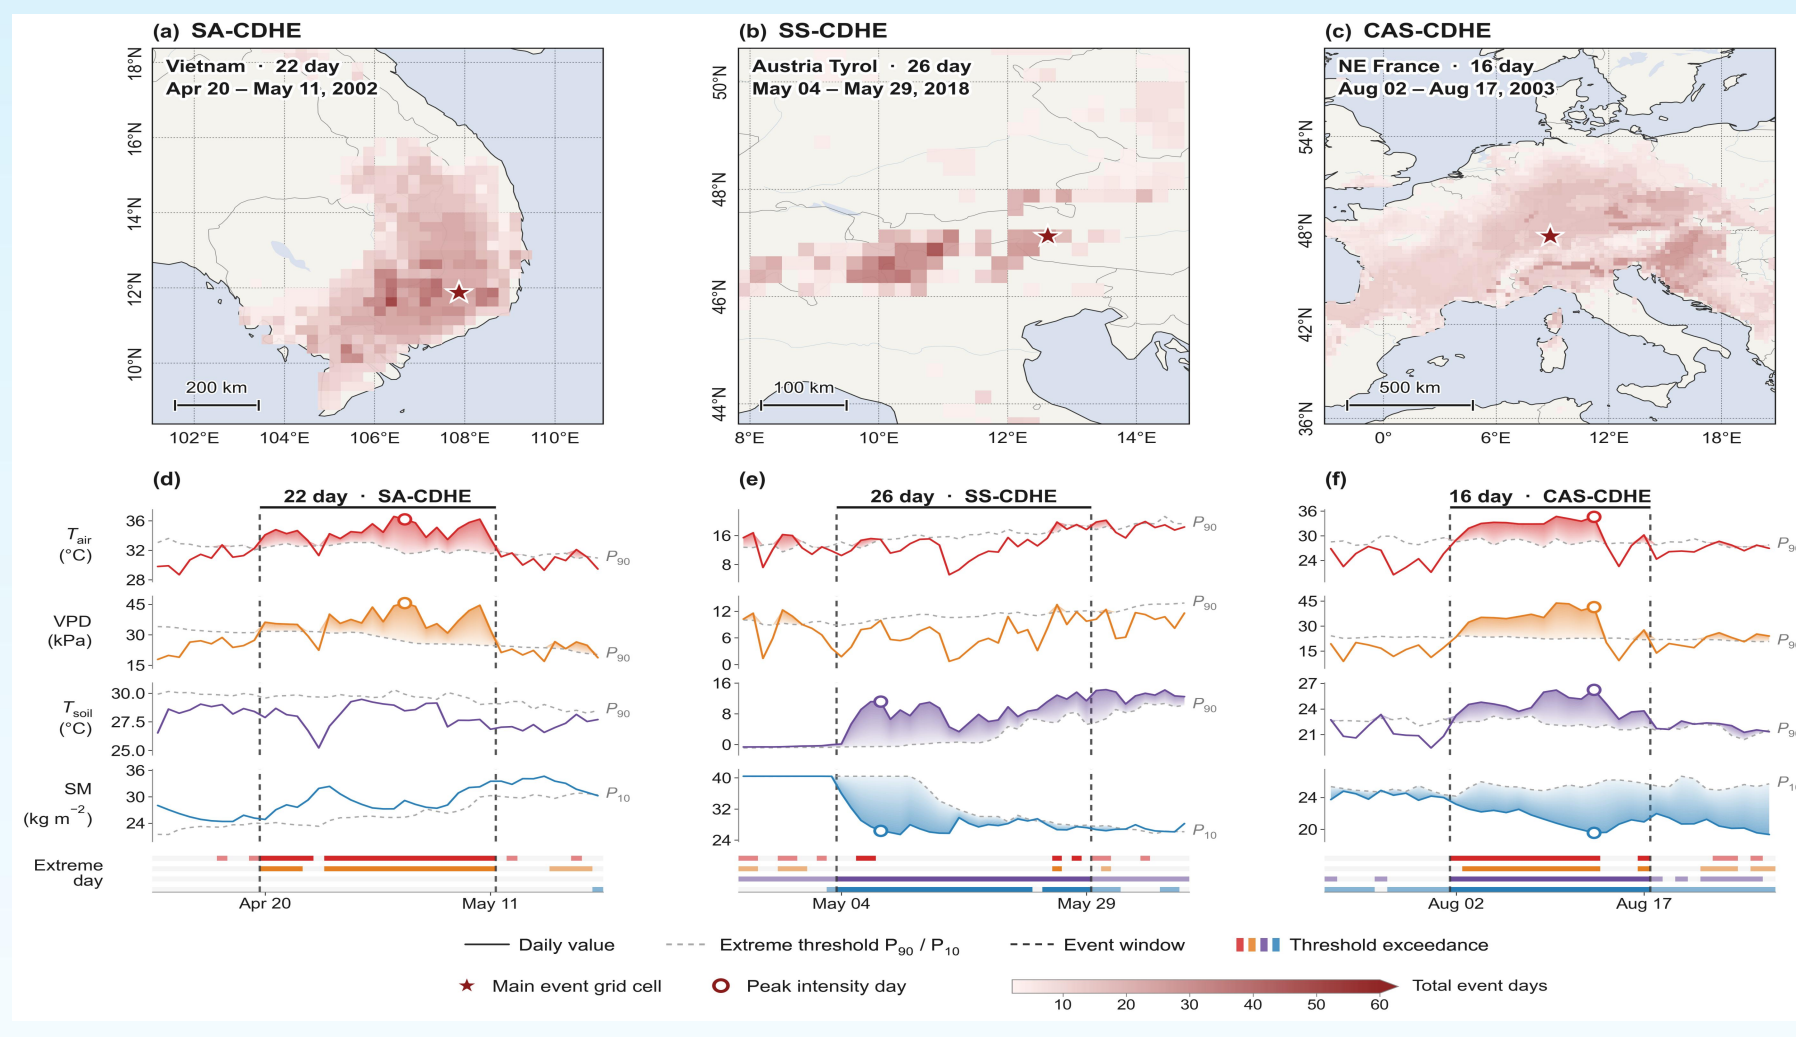 (a) SA-CDHE
Vietnam · 22 day
Apr 20 – May 11, 2002
18°N
16°N
14°N
12°N
10°N
200 km
102°E 104°E 106°E 108°E 110°E
(b) SS-CDHE
Austria Tyrol · 26 day
May 04 – May 29, 2018
50°N
48°N
46°N
44°N
100 km
8°E 10°E 12°E 14°E
(c) CAS-CDHE
NE France · 16 day
Aug 02 – Aug 17, 2003
54°N
48°N
42°N
36°N
500 km
0° 6°E 12°E 18°E
(d)
22 day · SA-CDHE
Tair
(°C)
36
32
28
P90
VPD
(kPa)
45
30
15
P90
Tsoil
(°C)
30.0
27.5
25.0
P90
SM
(kg m−2)
36
30
24
P10
Extreme
day
Apr 20 May 11
(e)
26 day · SS-CDHE
16
8
P90
12
6
0
P90
16
8
0
P90
40
32
24
P10
May 04 May 29
(f)
16 day · CAS-CDHE
36
30
24
45
30
15
27
24
21
24
20
Aug 02 Aug 17
Daily value Extreme threshold P90 / P10 Event window Threshold exceedance
Main event grid cell Peak intensity day Total event days
10 20 30 40 50 60